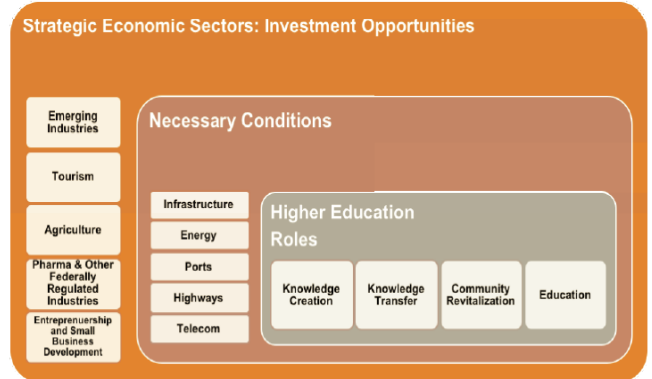 Strategic Economic Sectors: Investment Opportunities
Emerging
Industries
Tourism
Agriculture
Pharma & Other
Federally
Regulated
Industries
Entreprenuership
and Small
Business
Development
Necessary Conditions
Infrastructure
Energy
Ports
Highways
Telecom
Higher Education
Roles
Knowledge
Creation
Knowledge
Transfer
Community
Revitalization
Education